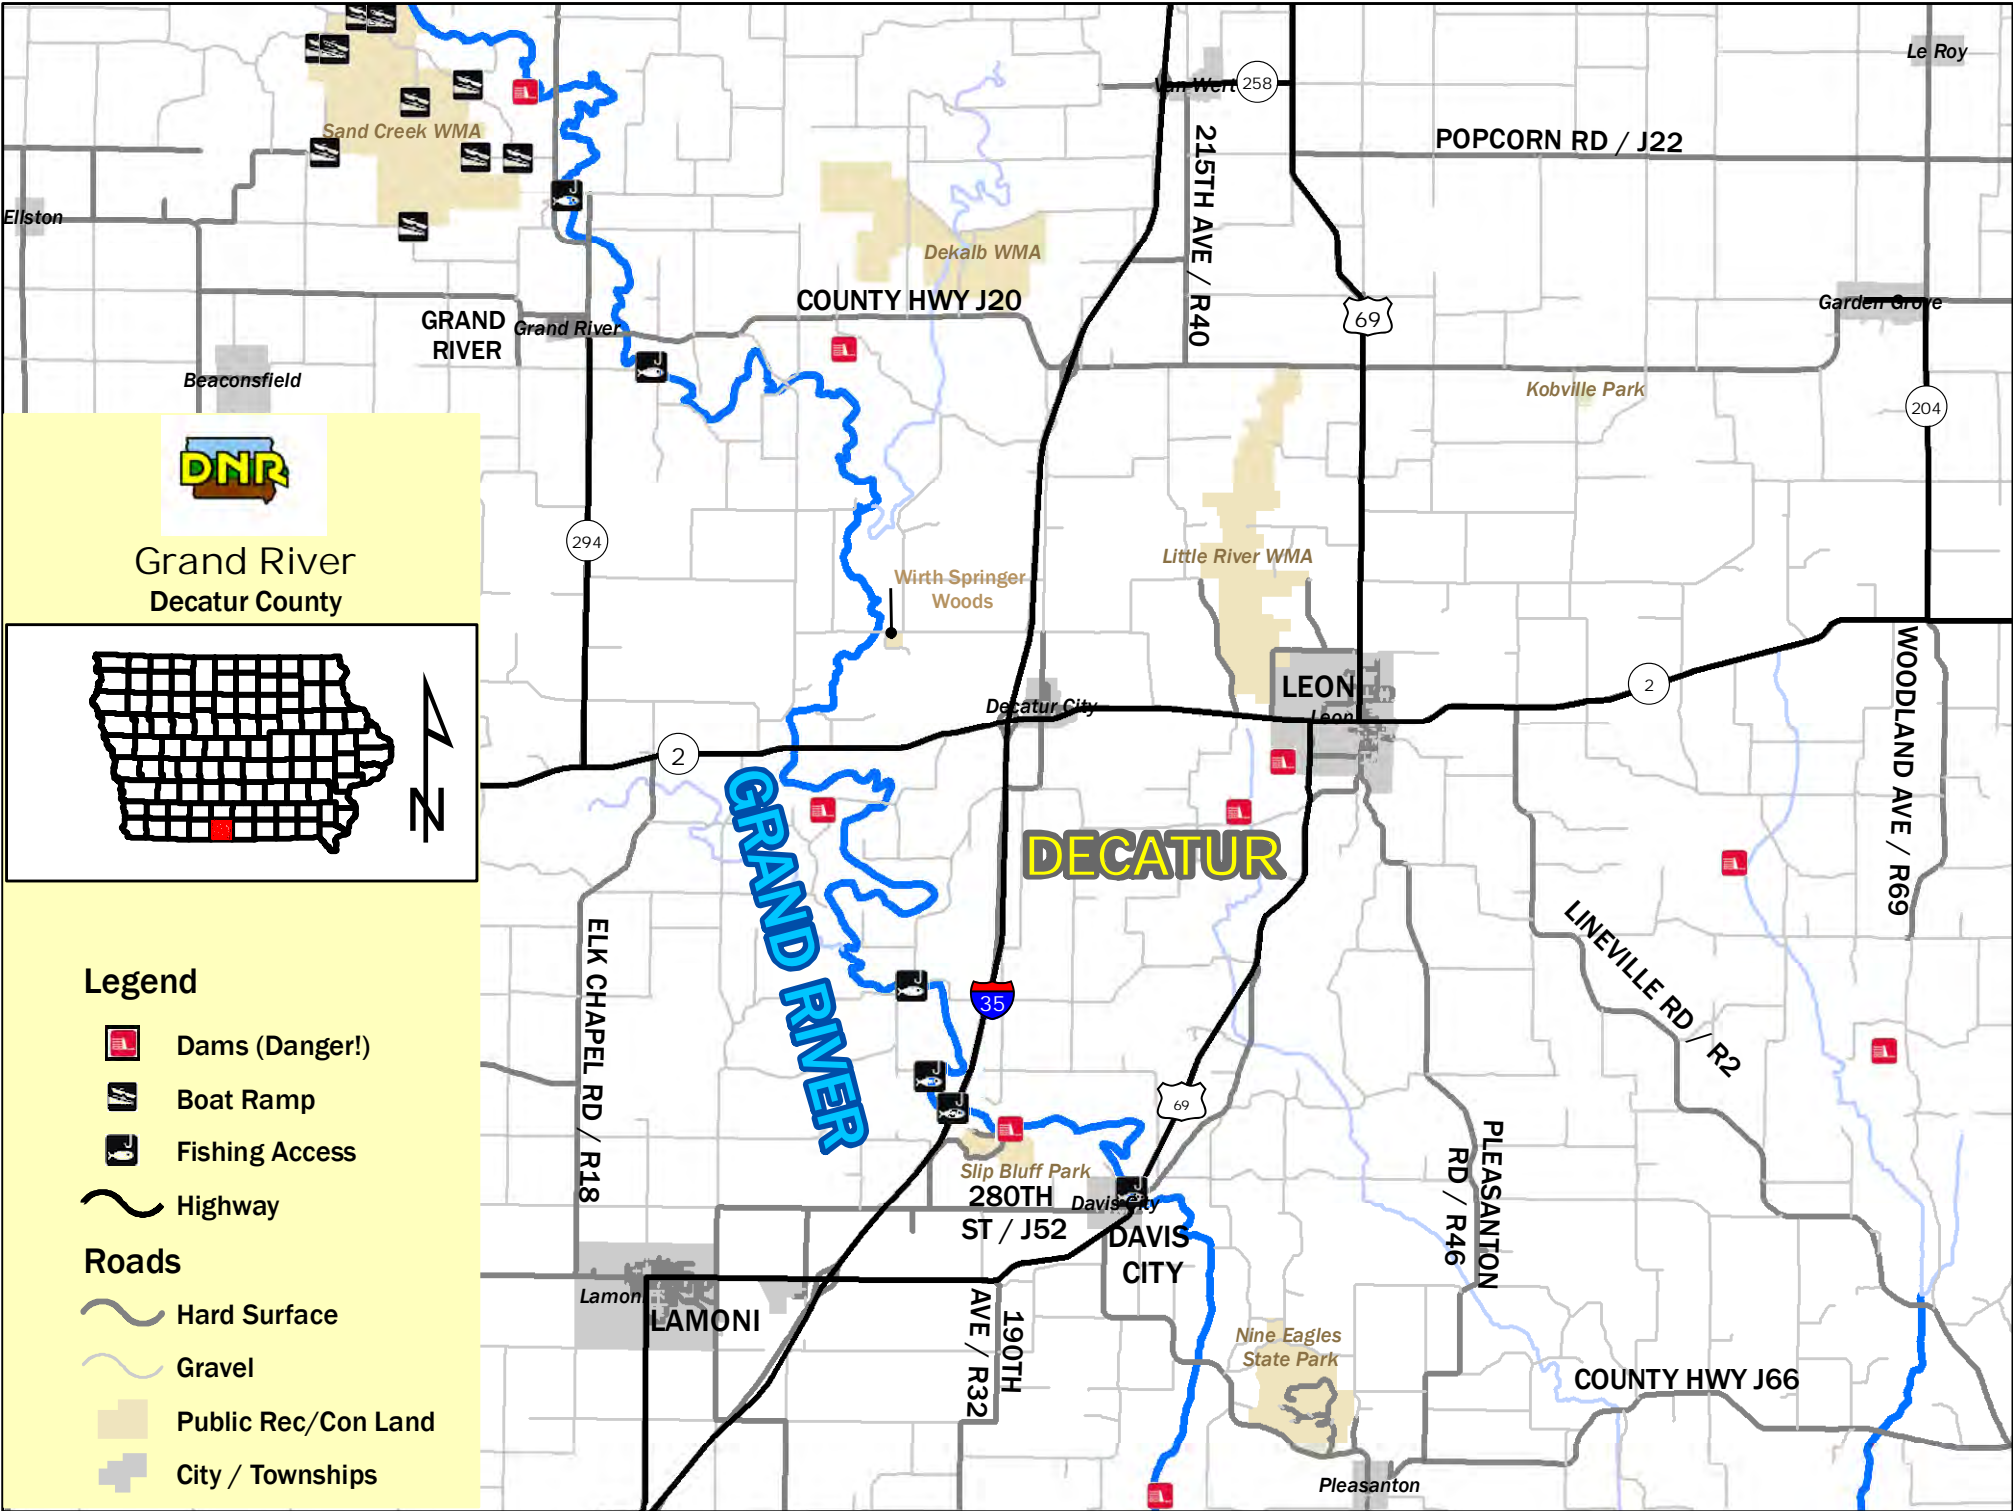 Le Roy
Van Wert
258
POPCORN RD / J22
Sand Creek WMA
215TH AVE / R40
Ellston
Dekalb WMA
COUNTY HWY J20
69
Garden Grove
GRAND
RIVER
Grand River
Beaconsfield
Kobville Park
204
DNR
Grand River
Decatur County
N
294
Little River WMA
Wirth Springer
Woods
WOODLAND AVE / R69
LEON
Leon
2
Decatur City
2
GRAND RIVER
DECATUR
LINEVILLE RD / R2
ELK CHAPEL RD / R18
35
69
PLEASANTON
RD / R46
Slip Bluff Park
280TH
ST / J52
Davis City
DAVIS
CITY
Lamoni
LAMONI
190TH
AVE / R32
Nine Eagles
State Park
COUNTY HWY J66
Pleasanton
Legend
Dams (Danger!)
Boat Ramp
Fishing Access
Highway
Roads
Hard Surface
Gravel
Public Rec/Con Land
City / Townships